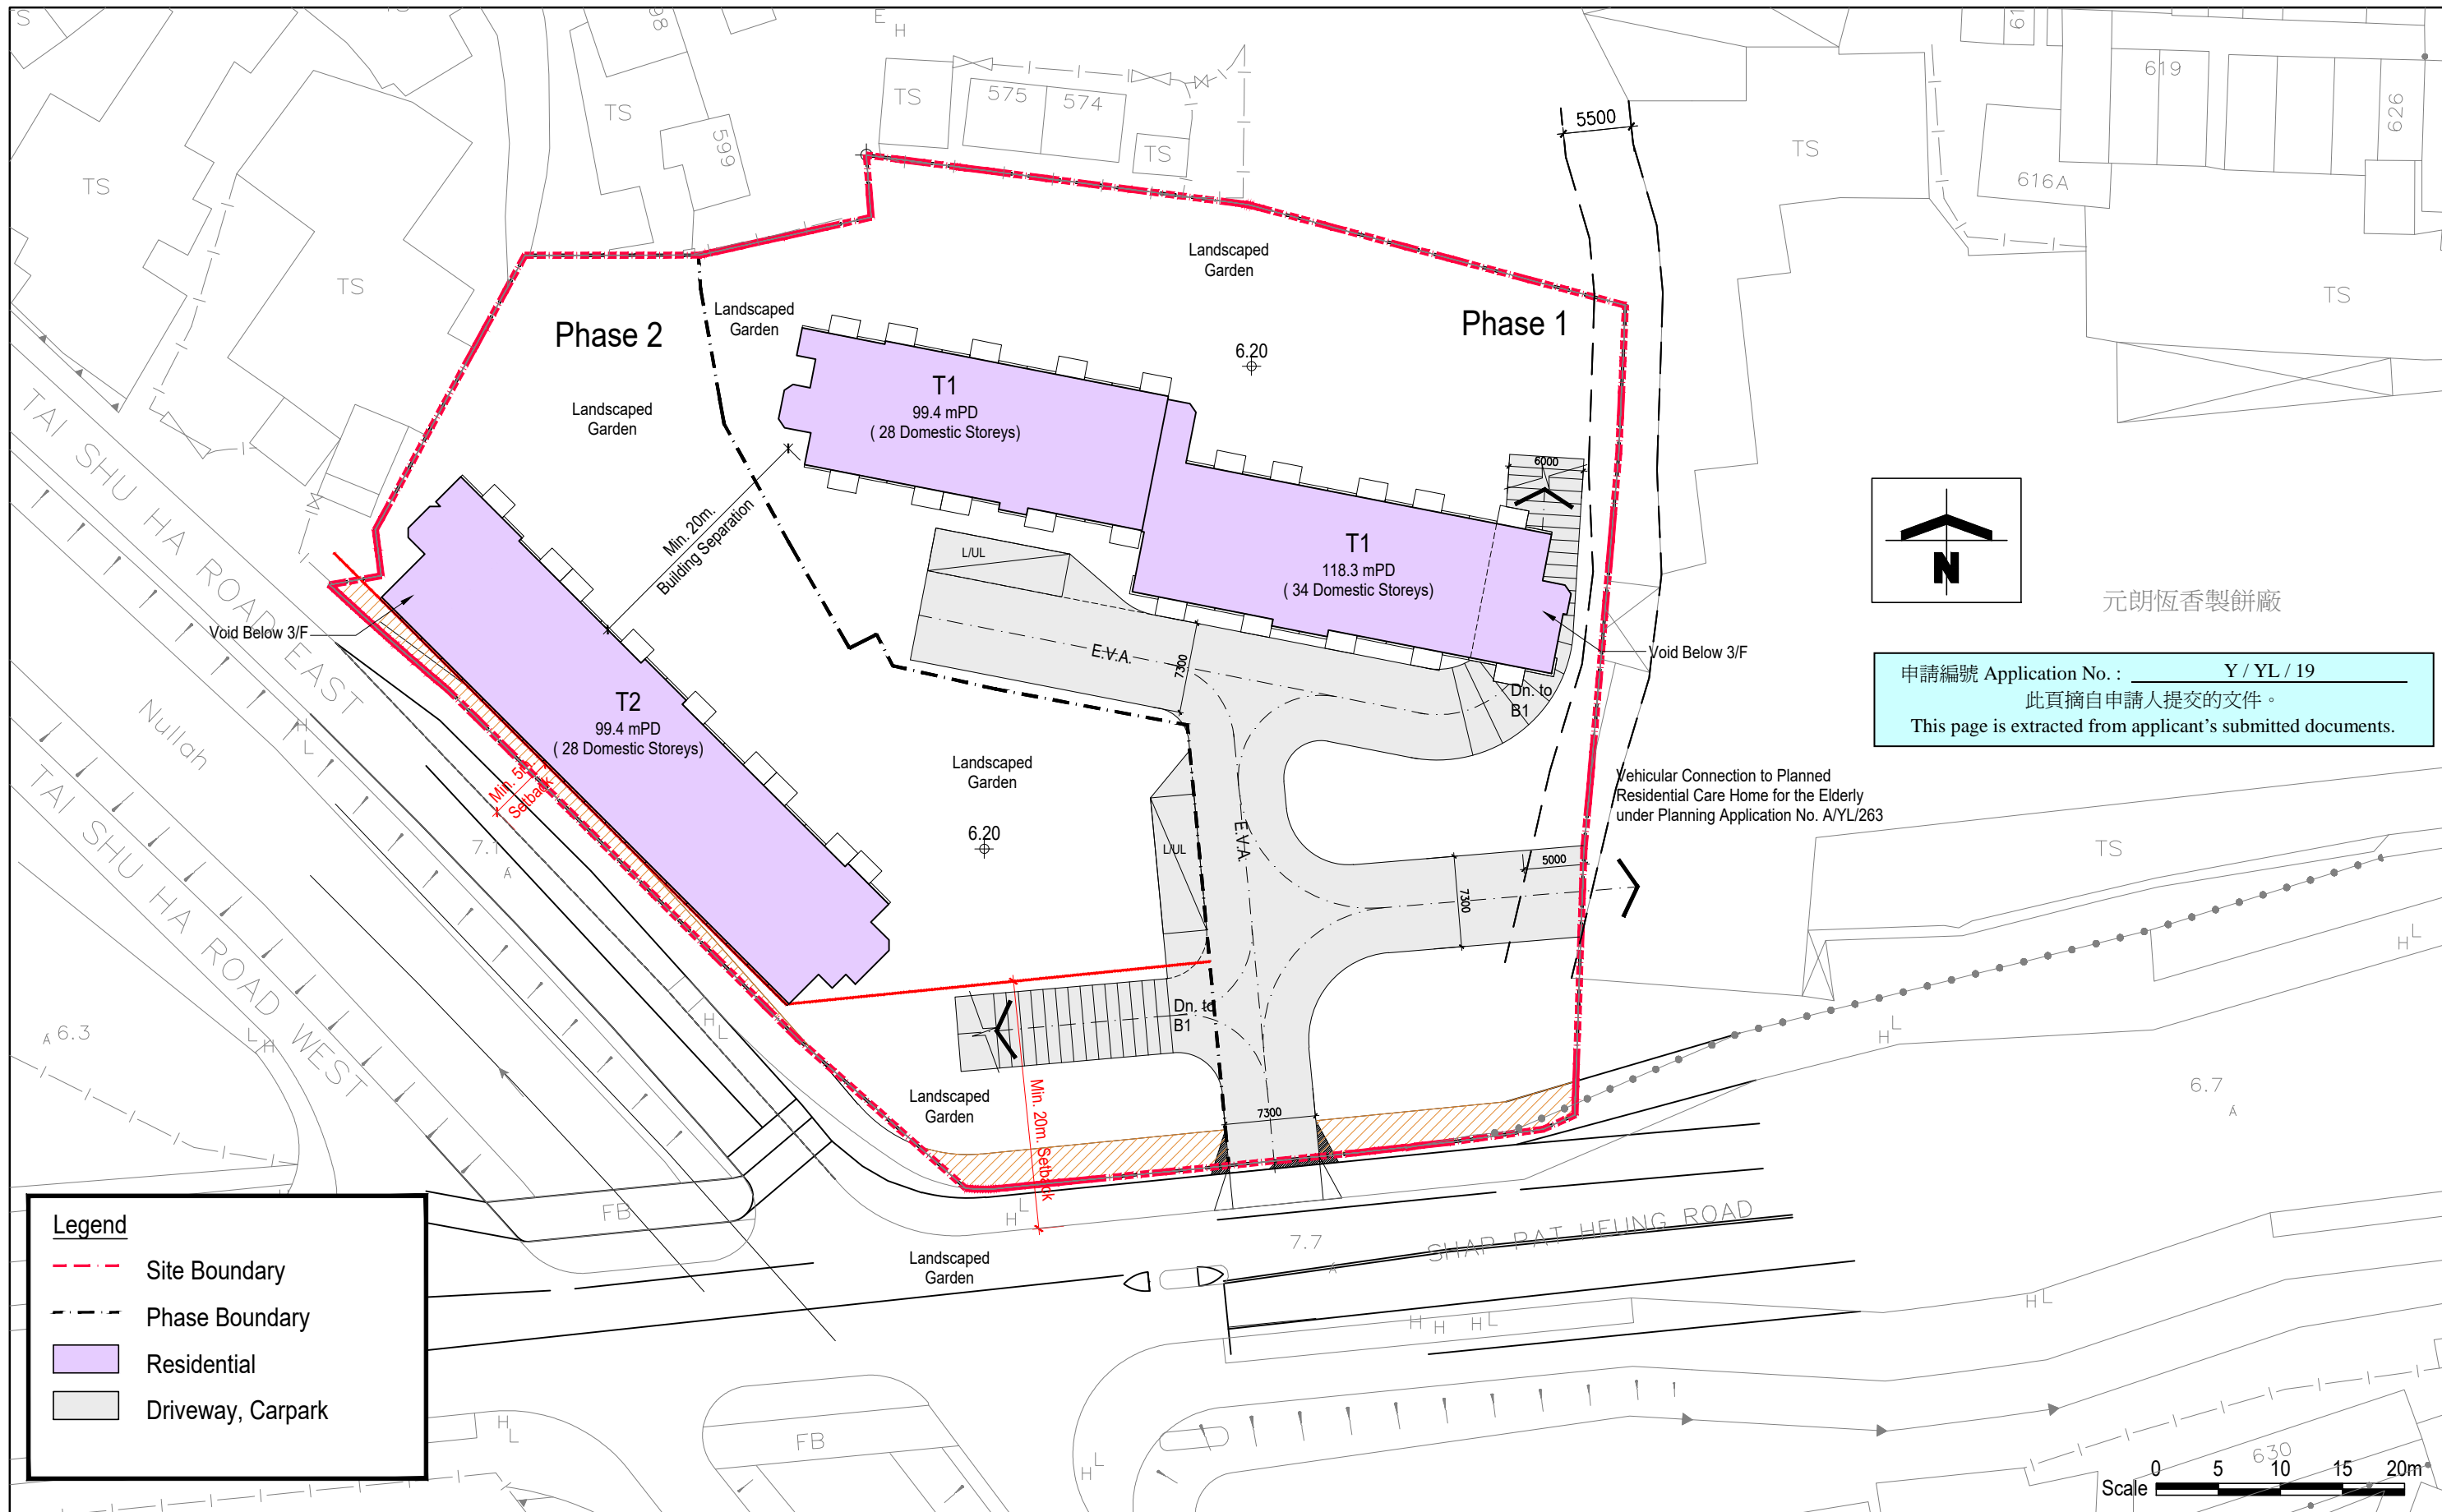 TS
598
E
H
TS
599
TS
575
574
TS
619
61
626
TS
616A
TS
TS
TS
5500
Landscaped
Garden
Phase 1
Phase 2
Landscaped
Garden
Landscaped
Garden
6.20
T1
99.4 mPD
( 28 Domestic Storeys)
6000
T1
118.3 mPD
( 34 Domestic Storeys)
Min. 20m.
Building Separation
L/UL
E.V.A.
7300
Void Below 3/F
Void Below 3/F
Dn. to
B1
N
元朗恆香製餅廠
申請編號 Application No. : Y / YL / 19
此頁摘自申請人提交的文件。
This page is extracted from applicant's submitted documents.
TAI SHU HA ROAD EAST
Nullah
TAI SHU HA ROAD WEST
T2
99.4 mPD
( 28 Domestic Storeys)
Min. 5m.
Setback
7.1
Landscaped
Garden
6.20
L/UL
E.V.A.
Vehicular Connection to Planned
Residential Care Home for the Elderly
under Planning Application No. A/YL/263
5000
7300
TS
H L
H L
H L
H L
6.3
L H
Dn. to
B1
Min. 20m. Setback
Landscaped
Garden
7300
6.7
FB
H L
7.7
SHAP PAT HEUNG ROAD
Landscaped
Garden
H H H L
H L
H L
FB
H L
630
Legend
Site Boundary
Phase Boundary
Residential
Driveway, Carpark
0 5 10 15 20m
Scale